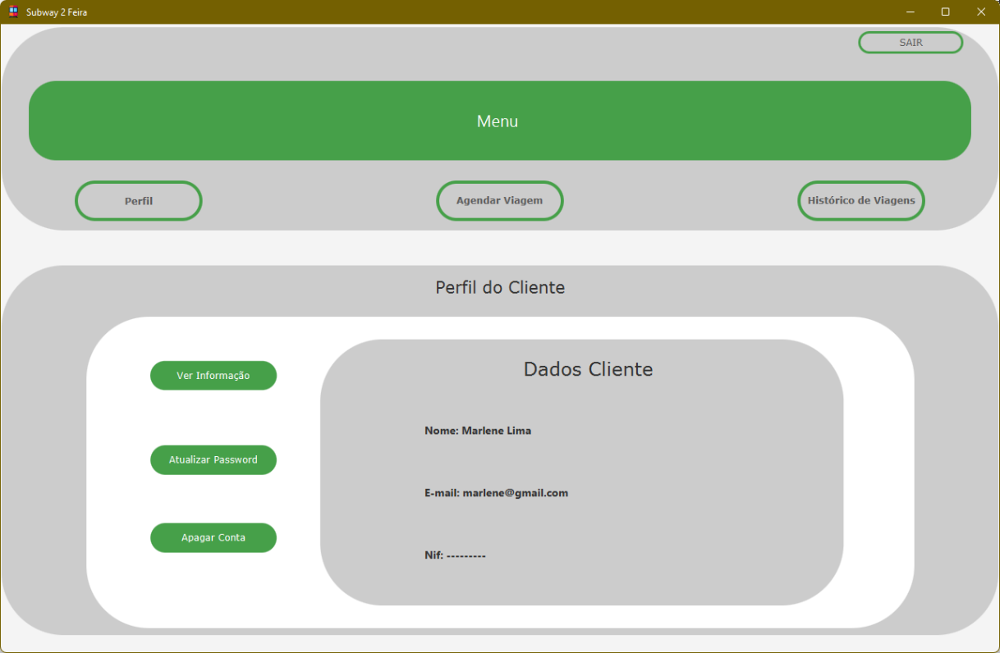 Subway 2 Feira
SAIR
Menu
Perfil
Agendar Viagem
Histórico de Viagens
Perfil do Cliente
Ver Informação
Atualizar Password
Apagar Conta
Dados Cliente
Nome: Marlene Lima
E-mail: marlene@gmail.com
Nif: ---------